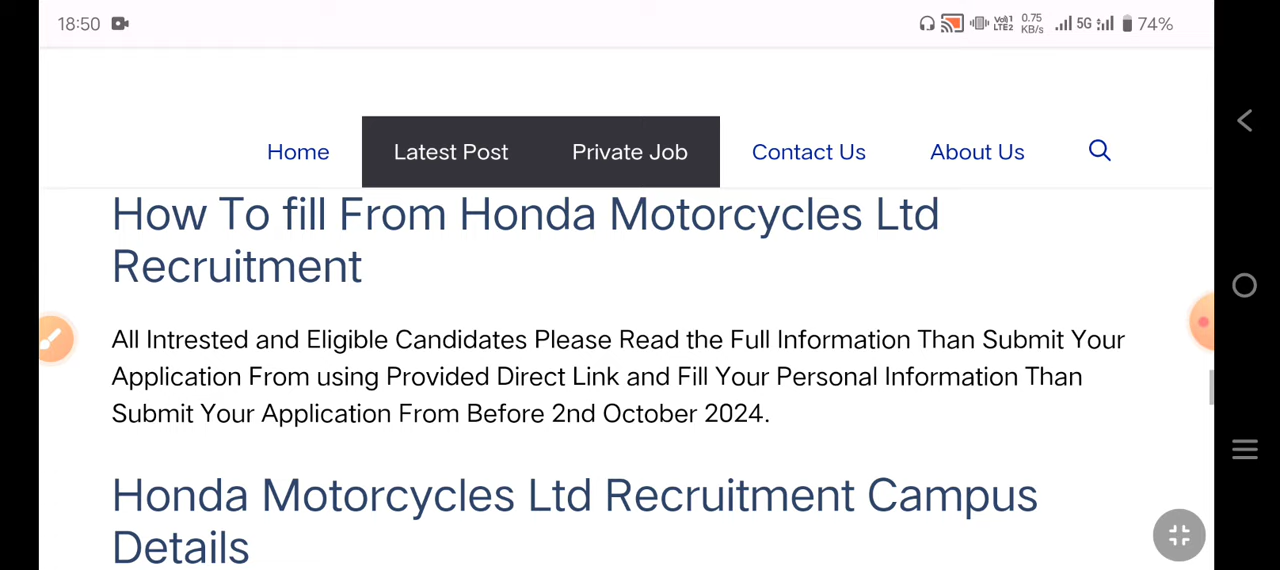 18:50 Vo)) 1 LTE2 0.75 KB/s 5G 74%
Home Latest Post Private Job Contact Us About Us
How To fill From Honda Motorcycles Ltd
Recruitment
All Intrested and Eligible Candidates Please Read the Full Information Than Submit Your
Application From using Provided Direct Link and Fill Your Personal Information Than
Submit Your Application From Before 2nd October 2024.
Honda Motorcycles Ltd Recruitment Campus
Details